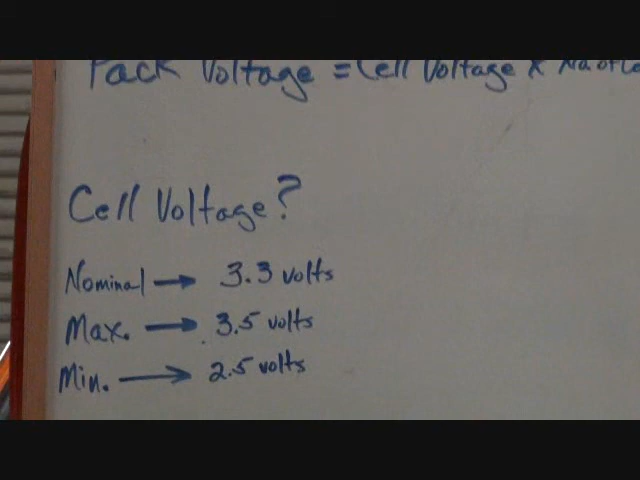 Pack Voltage = Cell Voltage x
Cell Voltage?
Nominal → 3.3 volts
Max. → 3.5 volts
Min. → 2.5 volts